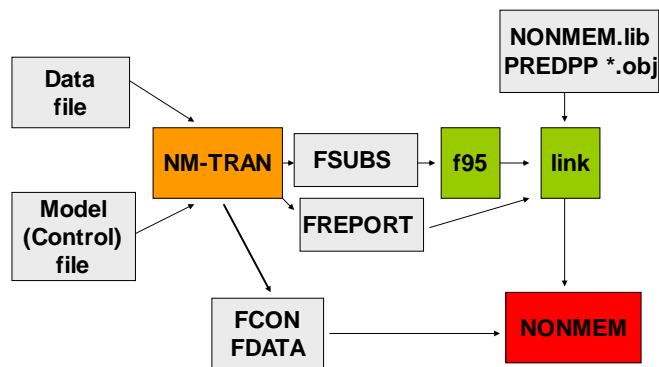 NONMEM.lib
PREDPP *.obj
Data
file
NM-TRAN
FSUBS
f95
link
Model
(Control)
file
FREPORT
FCON
FDATA
NONMEM